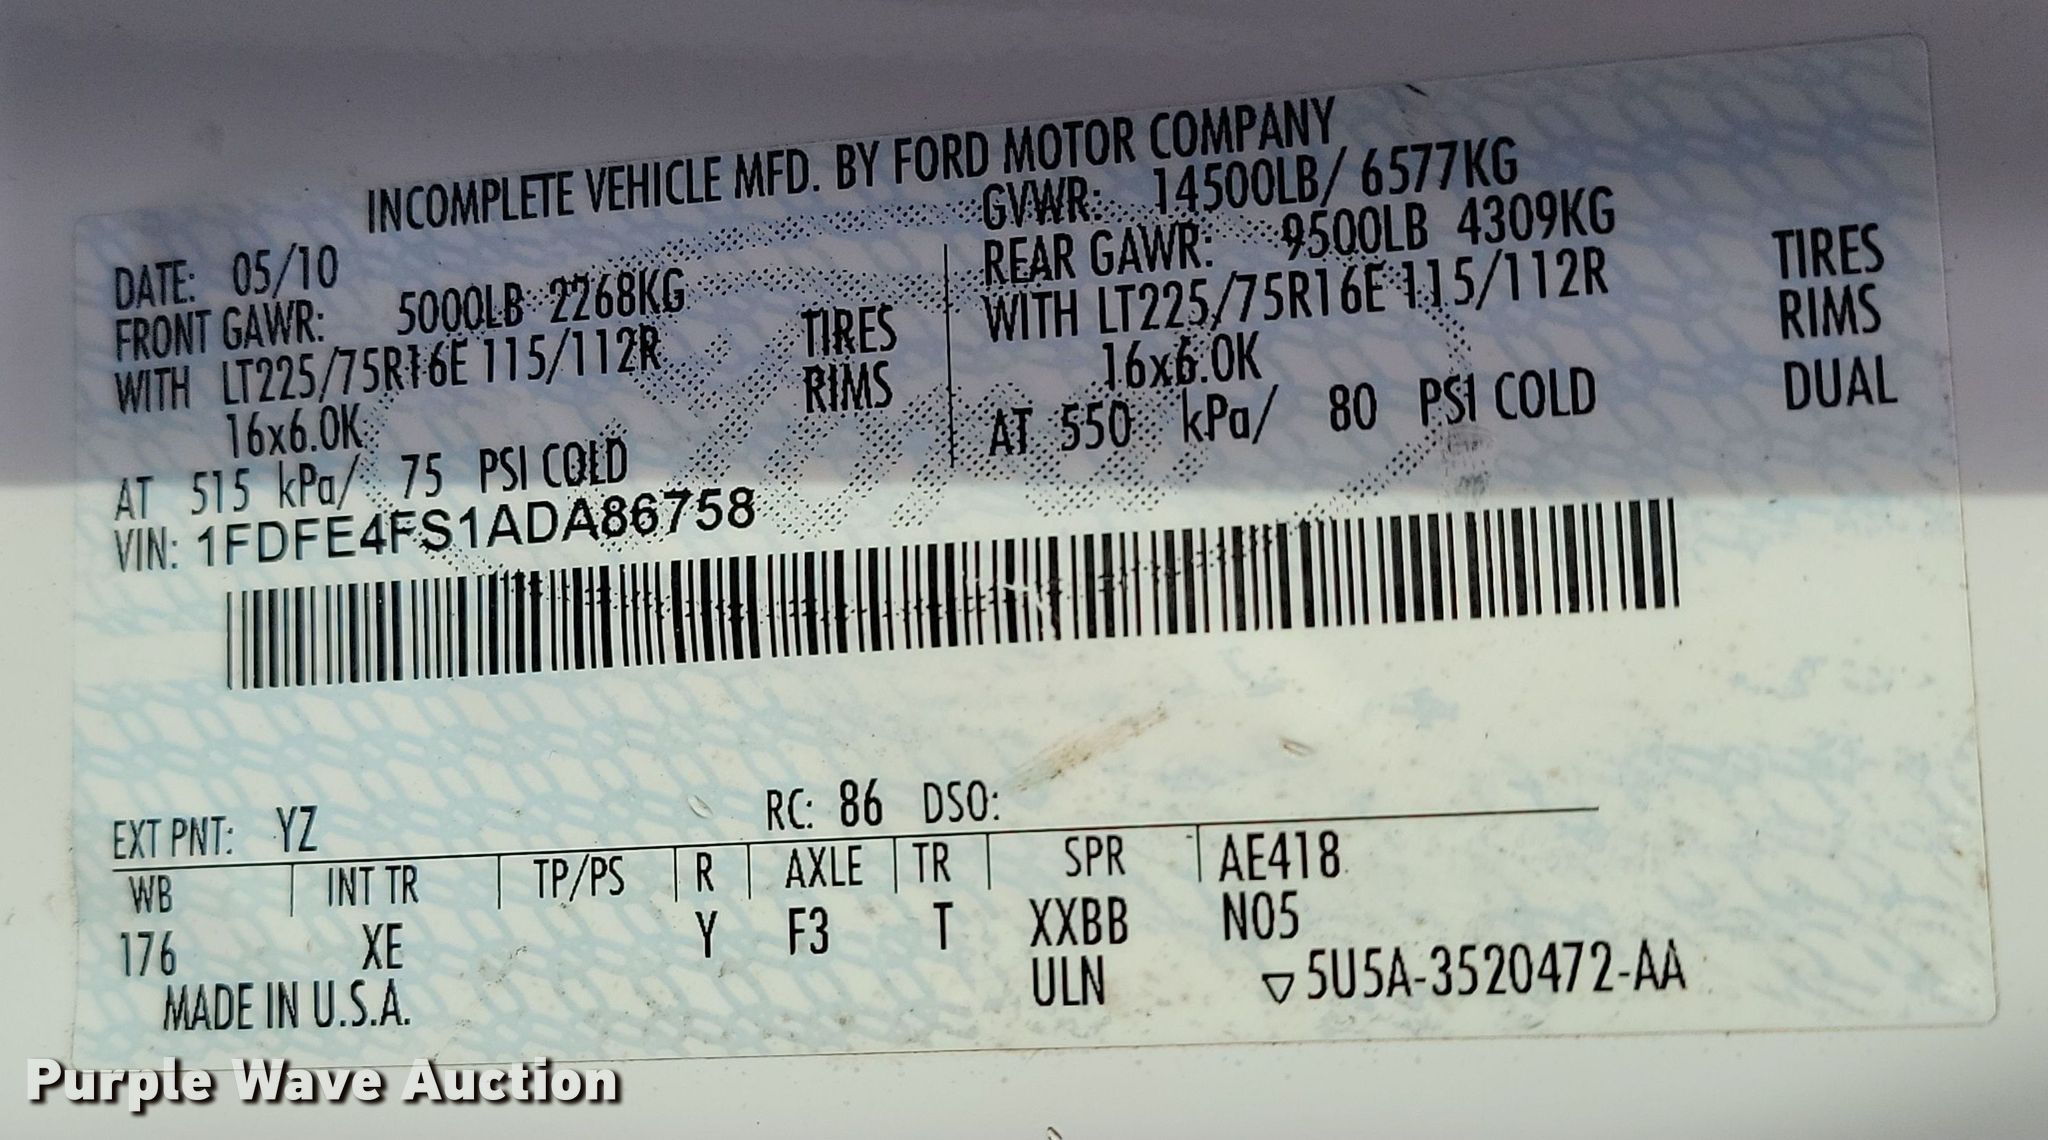 INCOMPLETE VEHICLE MFD. BY FORD MOTOR COMPANY
DATE: 05/10
GVWR: 14500LB/ 6577KG
FRONT GAWR: 5000LB 2268KG
REAR GAWR: 9500LB 4309KG
WITH LT225/75R16E 115/112R TIRES
WITH LT225/75R16E 115/112R TIRES
16x6.0K RIMS
16x6.0K RIMS
AT 515 kPa/ 75 PSI COLD
AT 550 kPa/ 80 PSI COLD DUAL
VIN: 1FDFE4FS1ADA86758
EXT PNT: YZ RC: 86 DSO:
WB INT TR TP/PS R AXLE TR SPR AE418
176 XE Y F3 T XXBB N05
MADE IN U.S.A. ULN ▽5U5A-3520472-AA
Purple Wave Auction